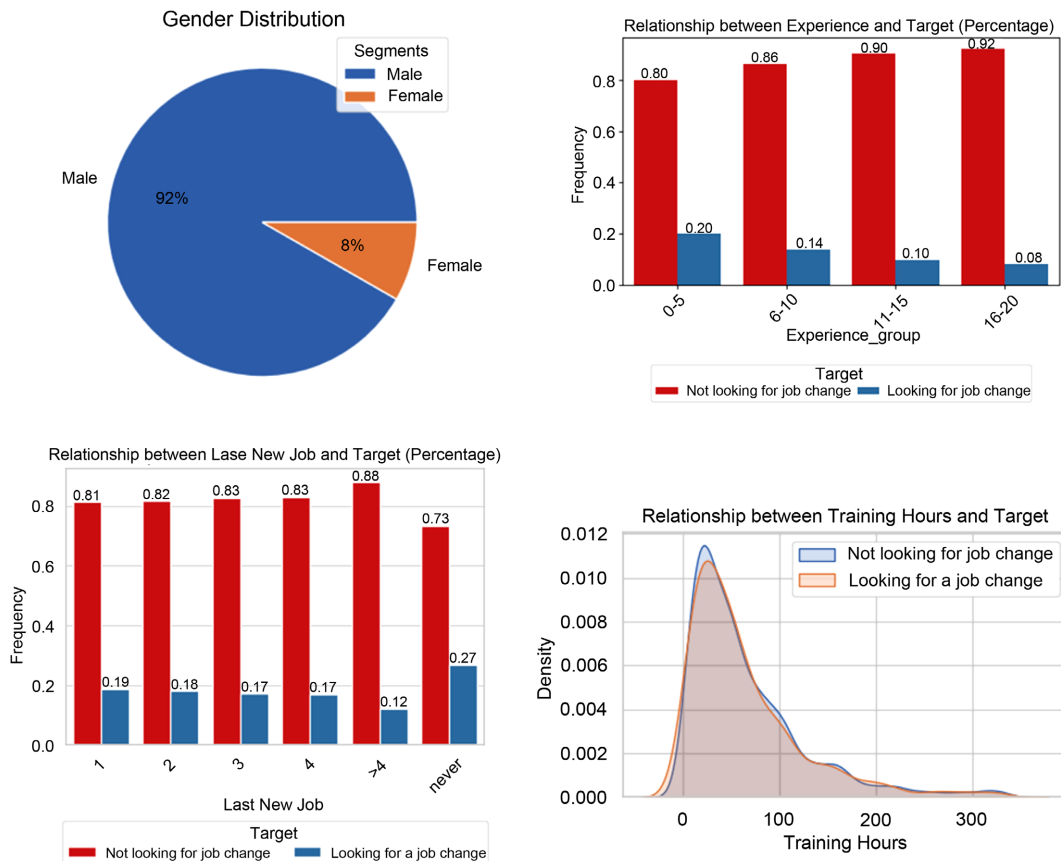 Gender Distribution
Segments
Male
Female
Male
92%
8%
Female
Relationship between Experience and Target (Percentage)
Frequency
0.8
0.6
0.4
0.2
0.0
0.80
0.20
0.86
0.14
0.90
0.10
0.92
0.08
0-5
6-10
11-15
16-20
Experience_group
Target
Not looking for job change
Looking for job change
Relationship between Lase New Job and Target (Percentage)
Frequency
0.8
0.6
0.4
0.2
0.0
0.81
0.19
0.82
0.18
0.83
0.17
0.83
0.17
0.88
0.12
0.73
0.27
1
2
3
4
>4
never
Last New Job
Target
Not looking for job change
Looking for a job change
Relationship between Training Hours and Target
Density
0.012
0.010
0.008
0.006
0.004
0.002
0.000
Not looking for job change
Looking for a job change
0
100
200
300
Training Hours